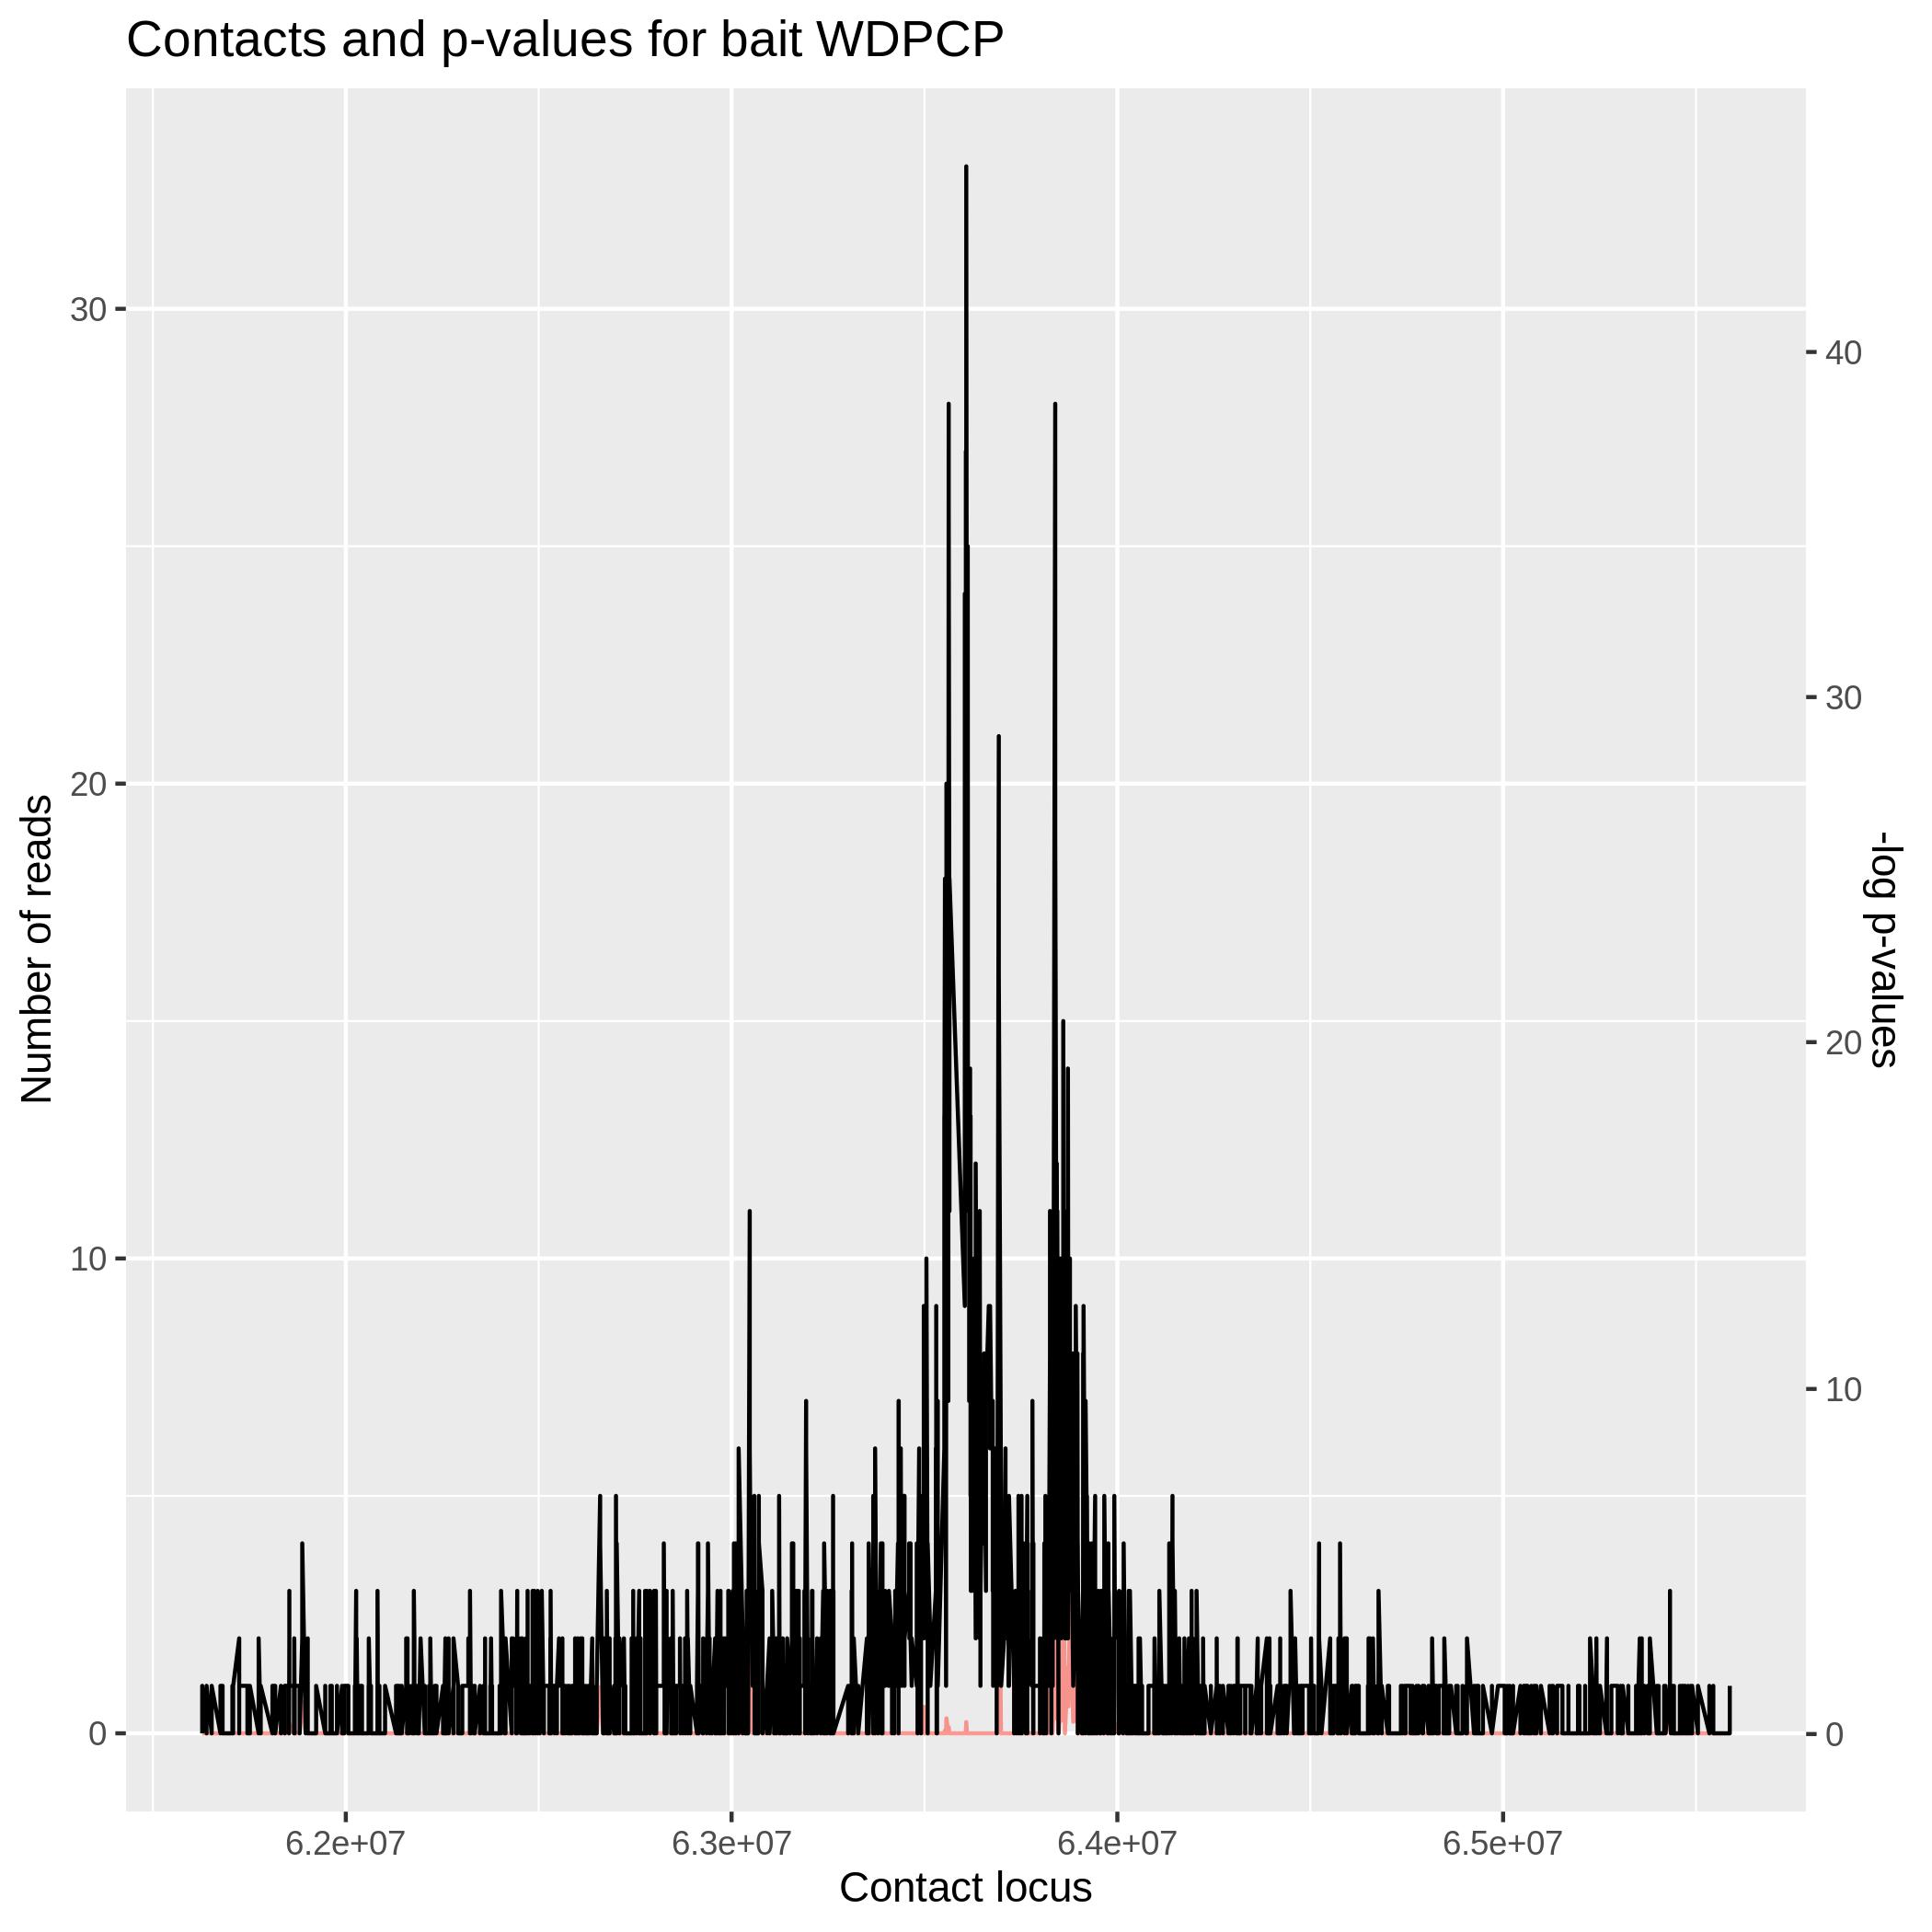 Contacts and p-values for bait WDPCP
30
20
10
0
Number of reads
40
30
20
10
0
-log p-values
6.2e+07
6.3e+07
6.4e+07
6.5e+07
Contact locus